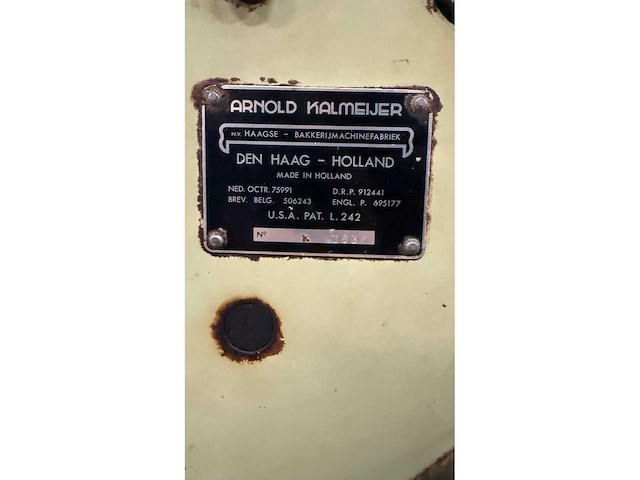 ARNOLD KALMEIJER
N.V. HAAGSE - BAKKERIJMACHINEFABRIEK
DEN HAAG - HOLLAND
MADE IN HOLLAND
NED. OCTR. 75991 D.R.P. 912441
BREV. BELG. 506243 ENGL. P. 695177
U.S.A. PAT. L. 242
Nº K